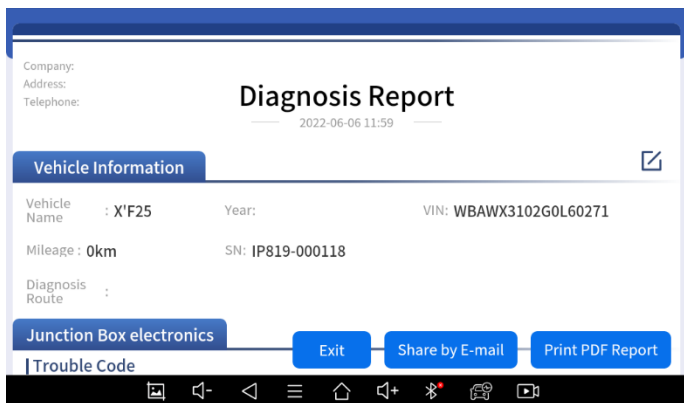 Company:
Address:
Telephone:
Diagnosis Report
2022-06-06 11:59
Vehicle Information
Vehicle Name : X'F25 Year: VIN: WBAWX3102G0L60271
Mileage : 0km SN: IP819-000118
Diagnosis Route :
Junction Box electronics
Exit Share by E-mail Print PDF Report
Trouble Code